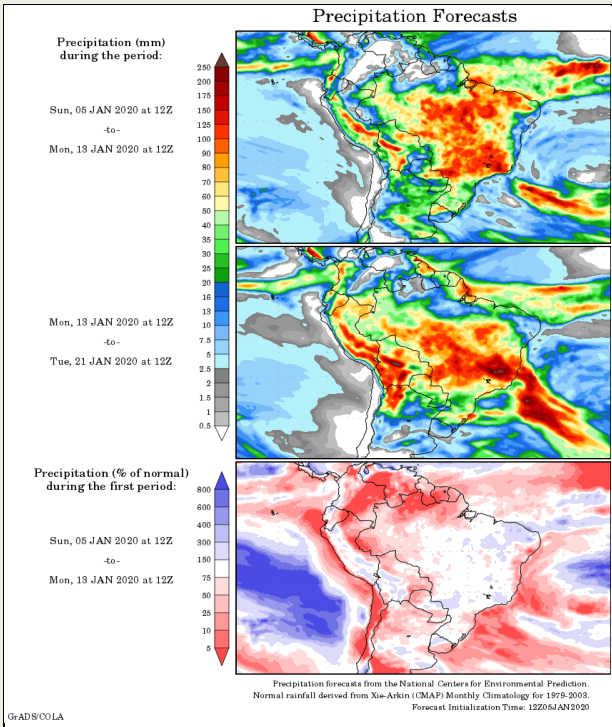 Precipitation Forecasts
Precipitation (mm)
during the period:
Sun, 05 JAN 2020 at 12Z
-to-
Mon, 13 JAN 2020 at 12Z
Mon, 13 JAN 2020 at 12Z
-to-
Tue, 21 JAN 2020 at 12Z
250
200
175
150
125
100
90
80
70
60
50
40
35
30
25
20
16
13
10
7.5
5
2.5
2
1.5
1
0.5
Precipitation (% of normal)
during the first period:
Sun, 05 JAN 2020 at 12Z
-to-
Mon, 13 JAN 2020 at 12Z
800
600
400
300
150
75
50
25
10
5
Precipitation forecasts from the National Centers for Environmental Prediction.
Normal rainfall derived from Xie-Arkin (CMAP) Monthly Climatology for 1979-2003.
Forecast Initialization Time: 12Z05JAN2020
GrADS/COLA